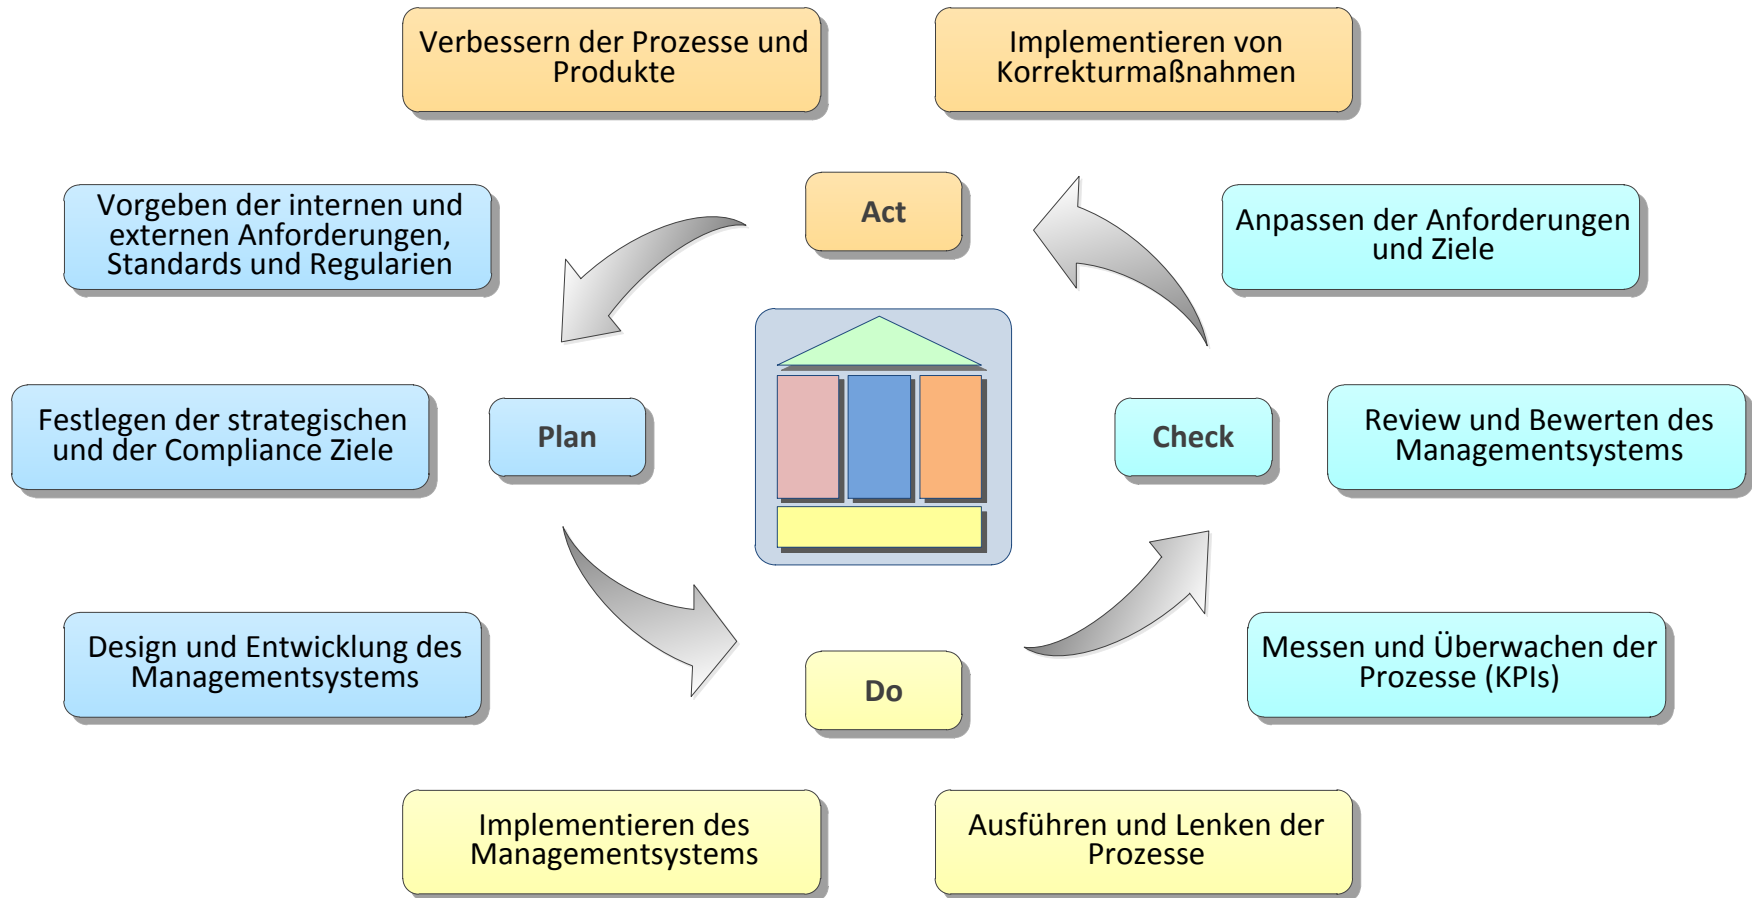 Verbessern der Prozesse und
Produkte
Implementieren von
Korrekturmaßnahmen
Act
Vorgeben der internen und
externen Anforderungen,
Standards und Regularien
Anpassen der Anforderungen
und Ziele
Festlegen der strategischen
und der Compliance Ziele
Plan
Check
Review und Bewerten des
Managementsystems
Design und Entwicklung des
Managementsystems
Do
Messen und Überwachen der
Prozesse (KPIs)
Implementieren des
Managementsystems
Ausführen und Lenken der
Prozesse